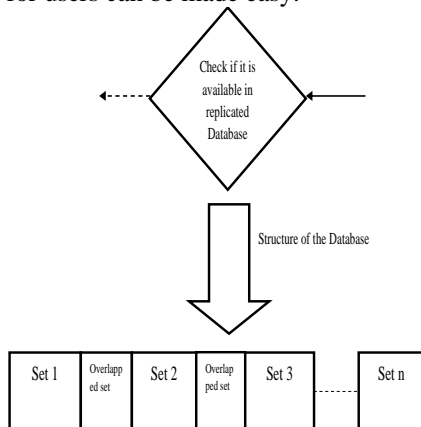 for users can be made easy.
Check if it is
available in
replicated
Database
Structure of the Database
Set 1
Overlapp
ed set
Set 2
Overlap
ped set
Set 3
Set n